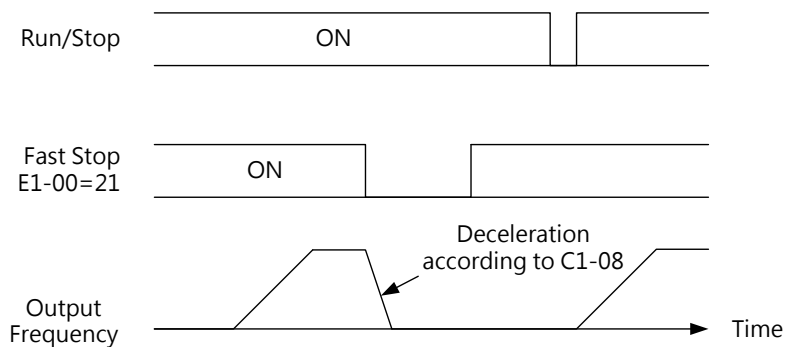 Run/Stop
ON
Fast Stop
E1-00=21
ON
Deceleration
according to C1-08
Output
Frequency
Time